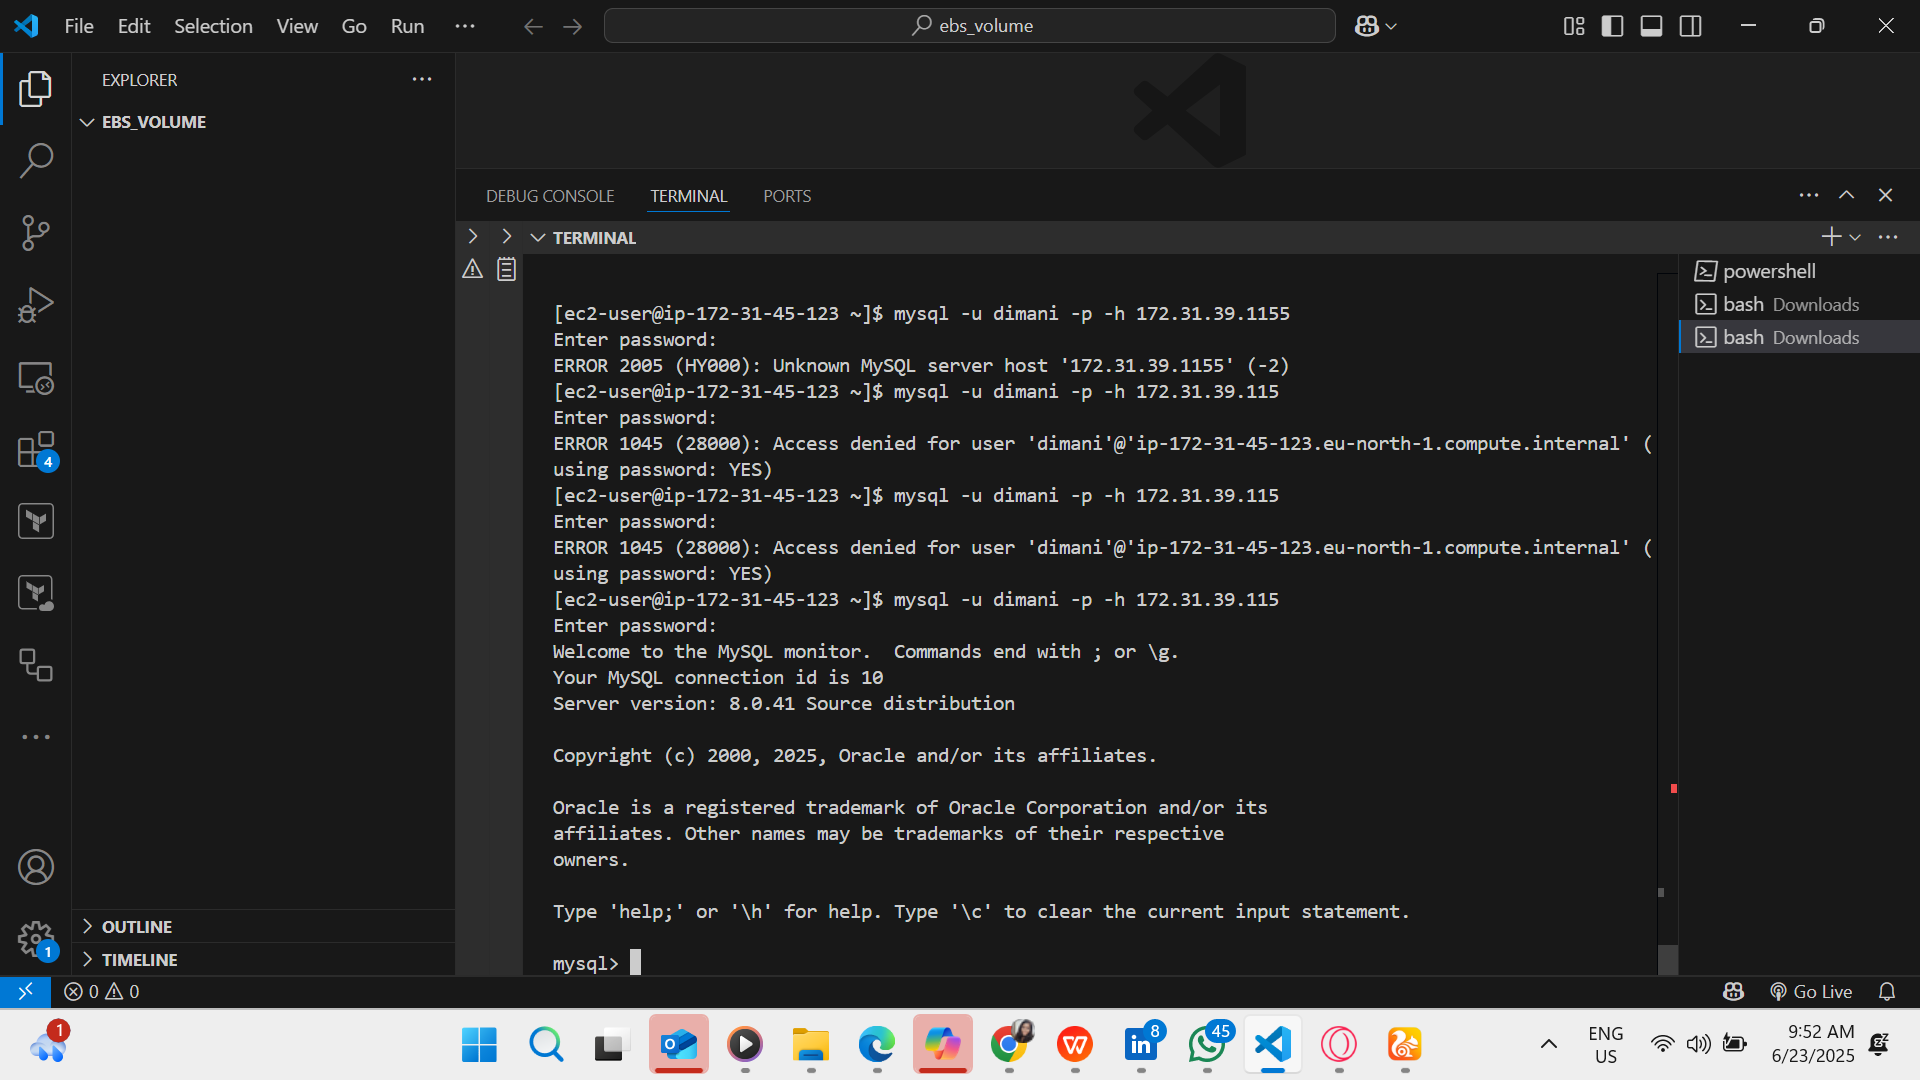 File Edit Selection View Go Run ···
ebs_volume
EXPLORER
EBS_VOLUME
DEBUG CONSOLE TERMINAL PORTS
TERMINAL
powershell
bash Downloads
bash Downloads
[ec2-user@ip-172-31-45-123 ~]$ mysql -u dimani -p -h 172.31.39.1155
Enter password:
ERROR 2005 (HY000): Unknown MySQL server host '172.31.39.1155' (-2)
[ec2-user@ip-172-31-45-123 ~]$ mysql -u dimani -p -h 172.31.39.115
Enter password:
ERROR 1045 (28000): Access denied for user 'dimani'@'ip-172-31-45-123.eu-north-1.compute.internal' (
using password: YES)
[ec2-user@ip-172-31-45-123 ~]$ mysql -u dimani -p -h 172.31.39.115
Enter password:
ERROR 1045 (28000): Access denied for user 'dimani'@'ip-172-31-45-123.eu-north-1.compute.internal' (
using password: YES)
[ec2-user@ip-172-31-45-123 ~]$ mysql -u dimani -p -h 172.31.39.115
Enter password:
Welcome to the MySQL monitor.  Commands end with ; or \g.
Your MySQL connection id is 10
Server version: 8.0.41 Source distribution
Copyright (c) 2000, 2025, Oracle and/or its affiliates.
Oracle is a registered trademark of Oracle Corporation and/or its
affiliates. Other names may be trademarks of their respective
owners.
Type 'help;' or '\h' for help. Type '\c' to clear the current input statement.
mysql>
4
1
OUTLINE
TIMELINE
0 0
Go Live
1
8
45
ENG
US
9:52 AM
6/23/2025